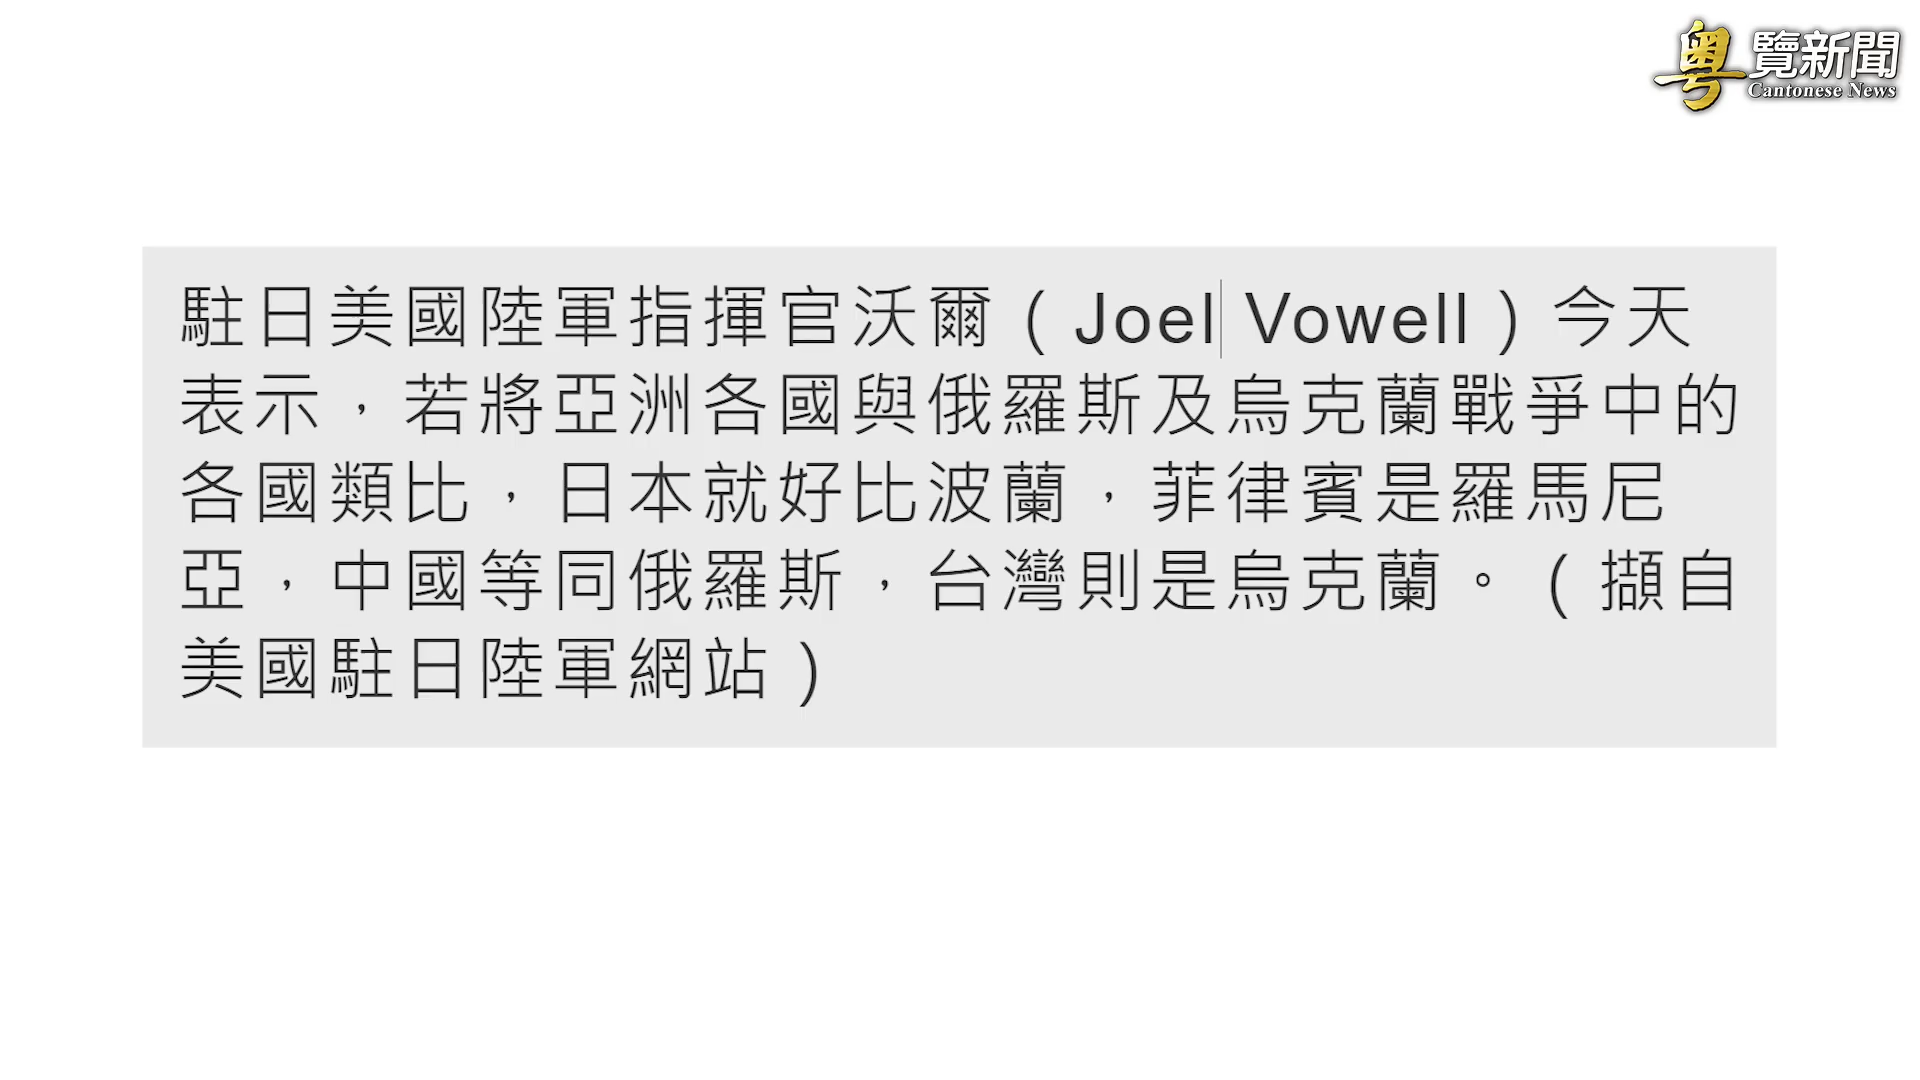 粵覽新聞
Cantonese News
駐日美國陸軍指揮官沃爾（Joel Vowell）今天
表示，若將亞洲各國與俄羅斯及烏克蘭戰爭中的
各國類比，日本就好比波蘭，菲律賓是羅馬尼
亞，中國等同俄羅斯，台灣則是烏克蘭。（擷自
美國駐日陸軍網站）